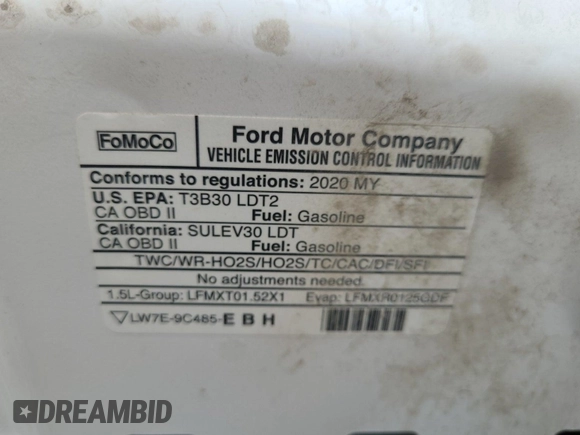 FoMoCo
Ford Motor Company
VEHICLE EMISSION CONTROL INFORMATION
Conforms to regulations: 2020 MY
U.S. EPA: T3B30 LDT2
CA OBD II Fuel: Gasoline
California: SULEV30 LDT
CA OBD II Fuel: Gasoline
TWC/WR-HO2S/HO2S/TC/CAC/DFI/SFI
No adjustments needed.
1.5L-Group: LFMXT01.52X1 Evap: LFMXR0125GDF
LW7E-9C485-E B H
DREAMBID